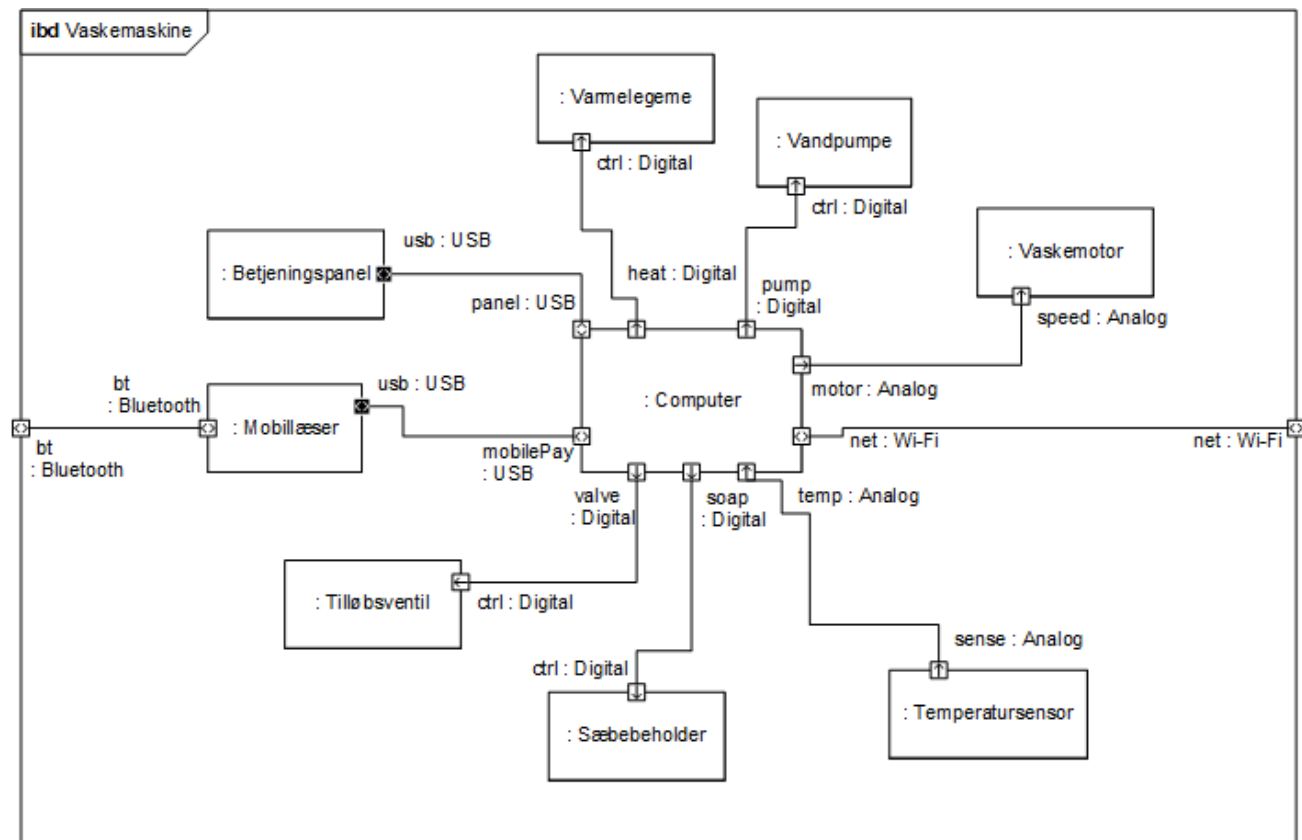 ibd Vaskemaskine
: Varmelegeme
ctrl : Digital
: Vandpumpe
ctrl : Digital
: Vaskemotor
speed : Analog
usb : USB
: Betjeningspanel
panel : USB
heat : Digital
pump
: Digital
motor : Analog
: Computer
bt
: Bluetooth
usb : USB
: Mobillæser
bt
: Bluetooth
mobilePay
: USB
net : Wi-Fi
net : Wi-Fi
valve
: Digital
soap
: Digital
temp : Analog
: Tilløbsventil
ctrl : Digital
ctrl : Digital
: Sæbebeholder
sense : Analog
: Temperatursensor